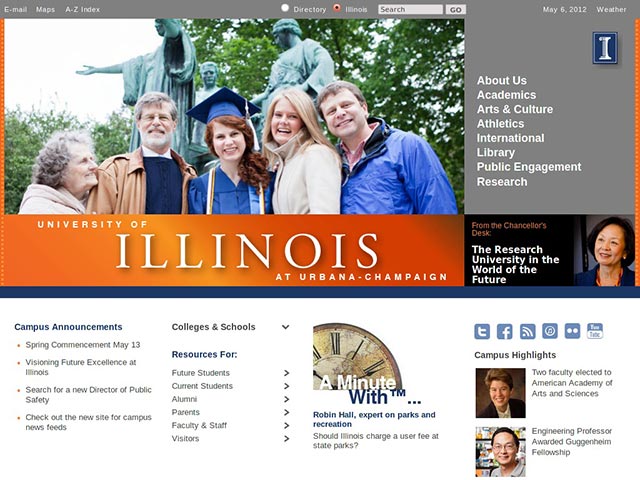 E-mail Maps A-Z Index Directory Illinois Search GO May 6, 2012 Weather
I
About Us
Academics
Arts & Culture
Athletics
International
Library
Public Engagement
Research
UNIVERSITY OF
ILLINOIS
AT URBANA-CHAMPAIGN
From the Chancellor's
Desk:
The Research
University in the
World of the
Future
Campus Announcements
Spring Commencement May 13
Visioning Future Excellence at
Illinois
Search for a new Director of Public
Safety
Check out the new site for campus
news feeds
Colleges & Schools
Resources For:
Future Students
Current Students
Alumni
Parents
Faculty & Staff
Visitors
A Minute
With™...
Robin Hall, expert on parks and
recreation
Should Illinois charge a user fee at
state parks?
You
Tube
Campus Highlights
Two faculty elected to
American Academy of
Arts and Sciences
Engineering Professor
Awarded Guggenheim
Fellowship